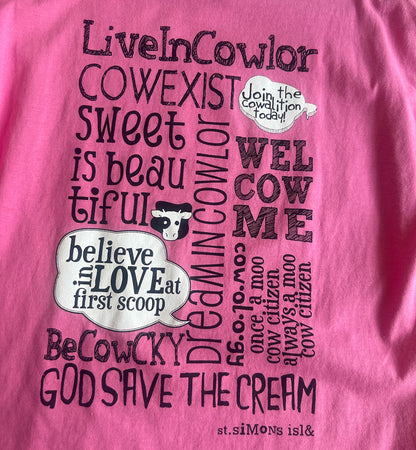 LiveInCowlor
COWEXIST
Join the
Cowalition
today!
sweet
is beau
tiful
DreamINCOWLOR
WEL
COW
ME
believe
.in LOVE at
first scoop
cow.ol.o.gy
once a moo
cow citizen
always a moo
cow citizen
BeCowCKY
GOD SAVE THE CREAM
st.siMoNs isl&